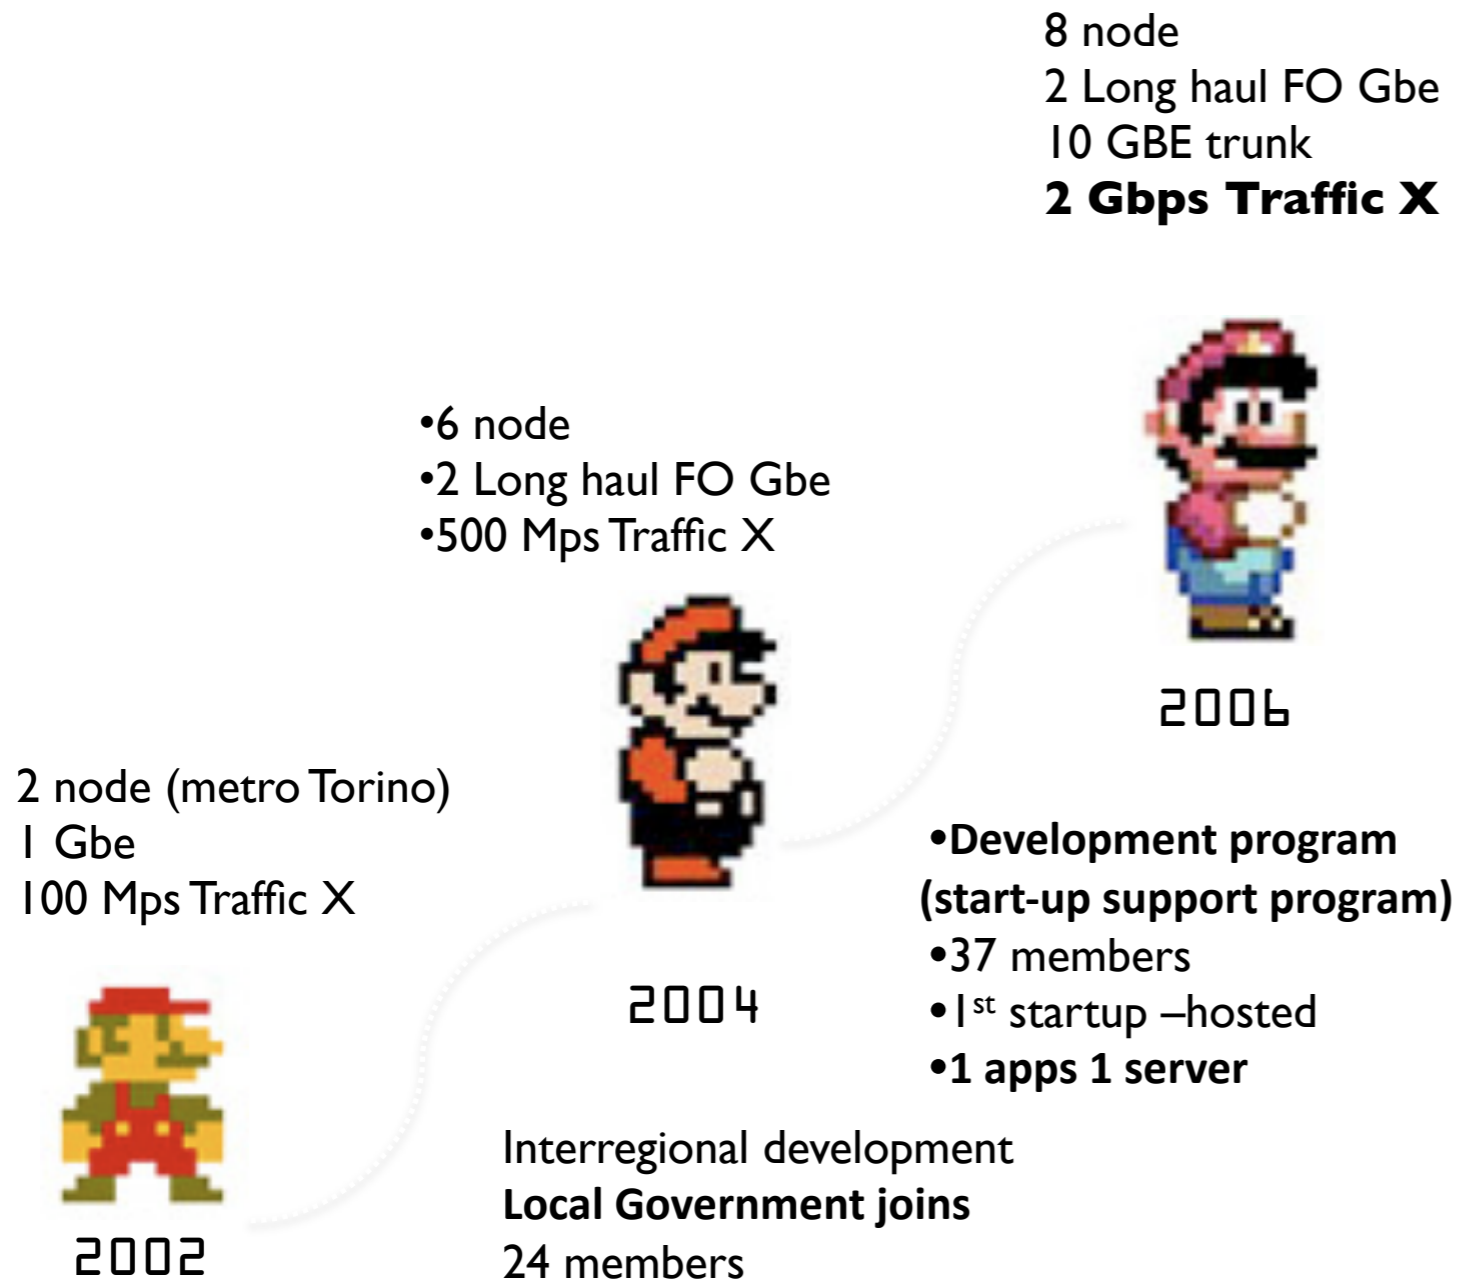 8 node
2 Long haul FO Gbe
10 GBE trunk
2 Gbps Traffic X
•6 node
•2 Long haul FO Gbe
•500 Mps Traffic X
2006
2 node (metro Torino)
1 Gbe
100 Mps Traffic X
•Development program
(start-up support program)
•37 members
•1st startup –hosted
•1 apps 1 server
2004
Interregional development
Local Government joins
24 members
2002